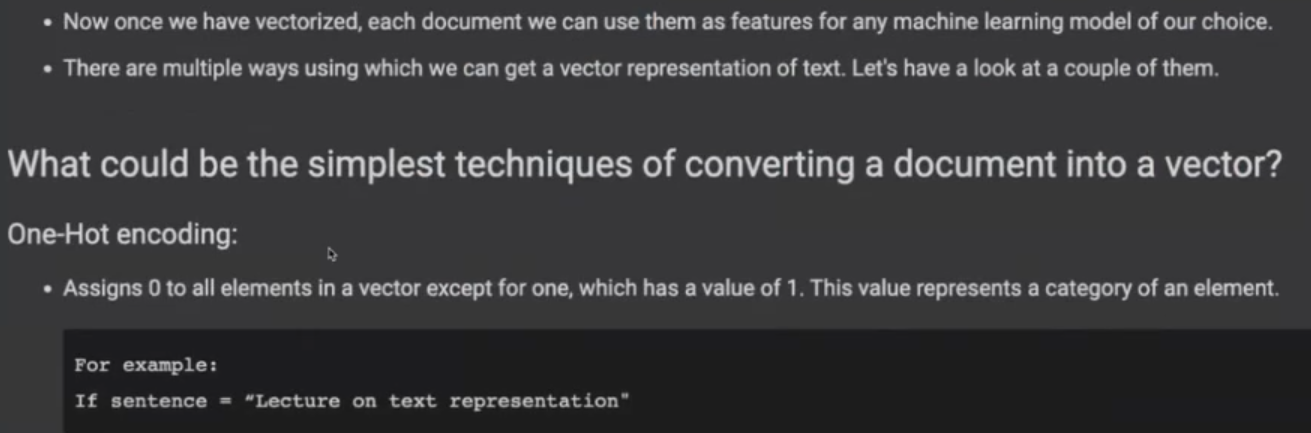 • Now once we have vectorized, each document we can use them as features for any machine learning model of our choice.
• There are multiple ways using which we can get a vector representation of text. Let's have a look at a couple of them.
What could be the simplest techniques of converting a document into a vector?
One-Hot encoding:
• Assigns 0 to all elements in a vector except for one, which has a value of 1. This value represents a category of an element.
For example:
If sentence = “Lecture on text representation"